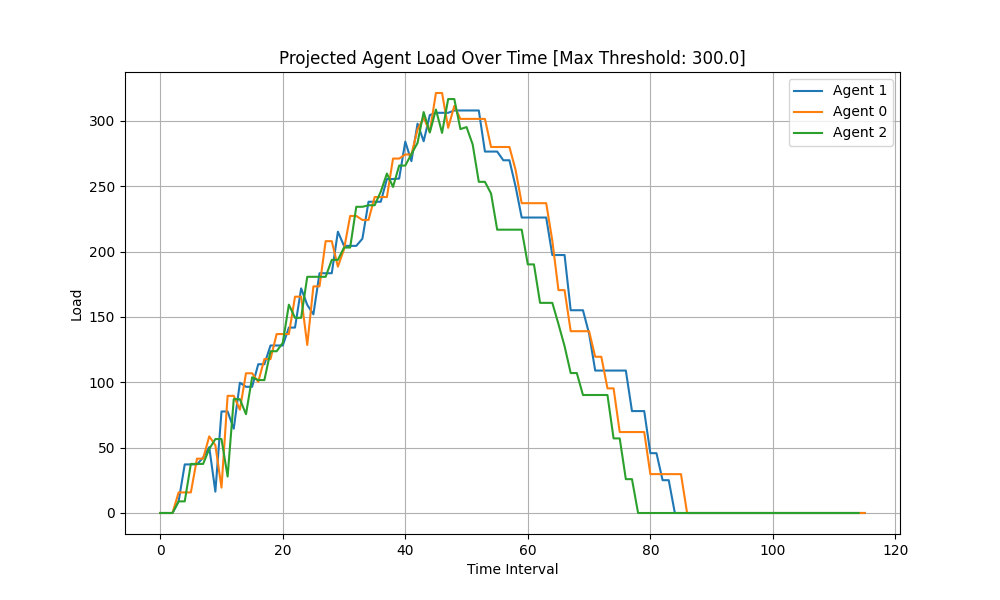 Projected Agent Load Over Time [Max Threshold: 300.0]
Agent 1
Agent 0
Agent 2
Load
300
250
200
150
100
50
0
0 20 40 60 80 100 120
Time Interval